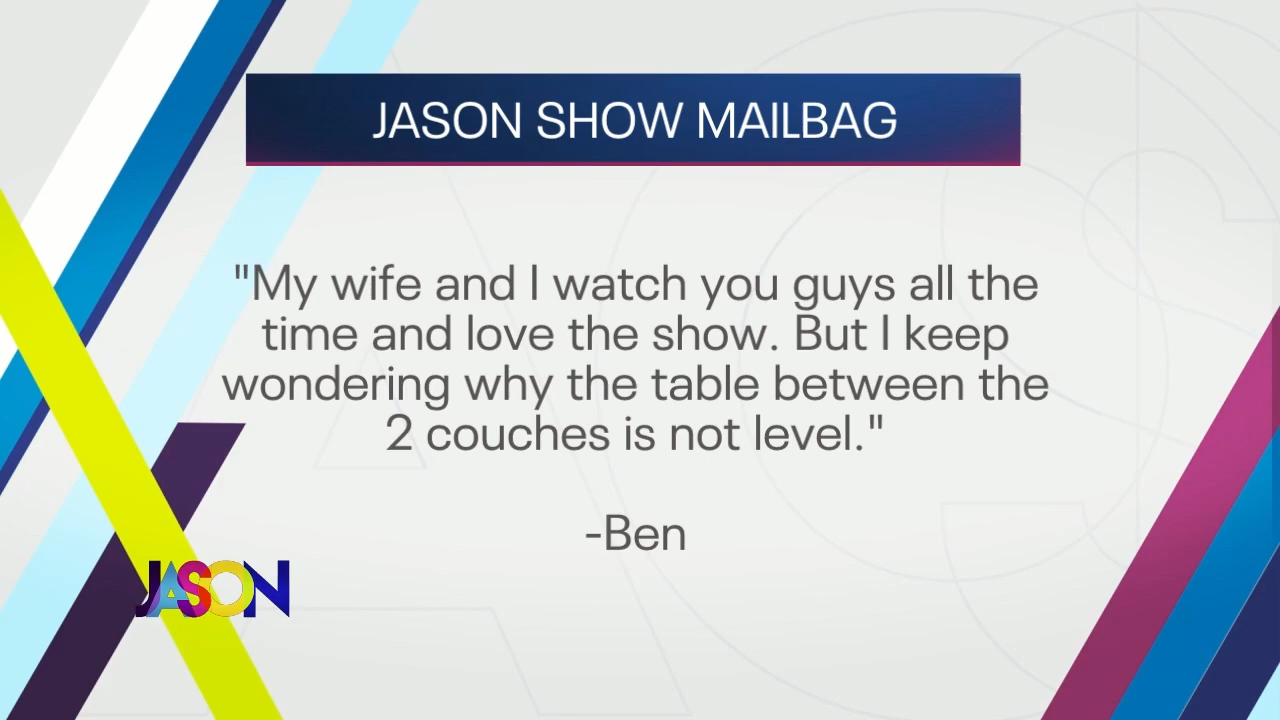 JASON SHOW MAILBAG
"My wife and I watch you guys all the
time and love the show. But I keep
wondering why the table between the
2 couches is not level."
-Ben
JASON